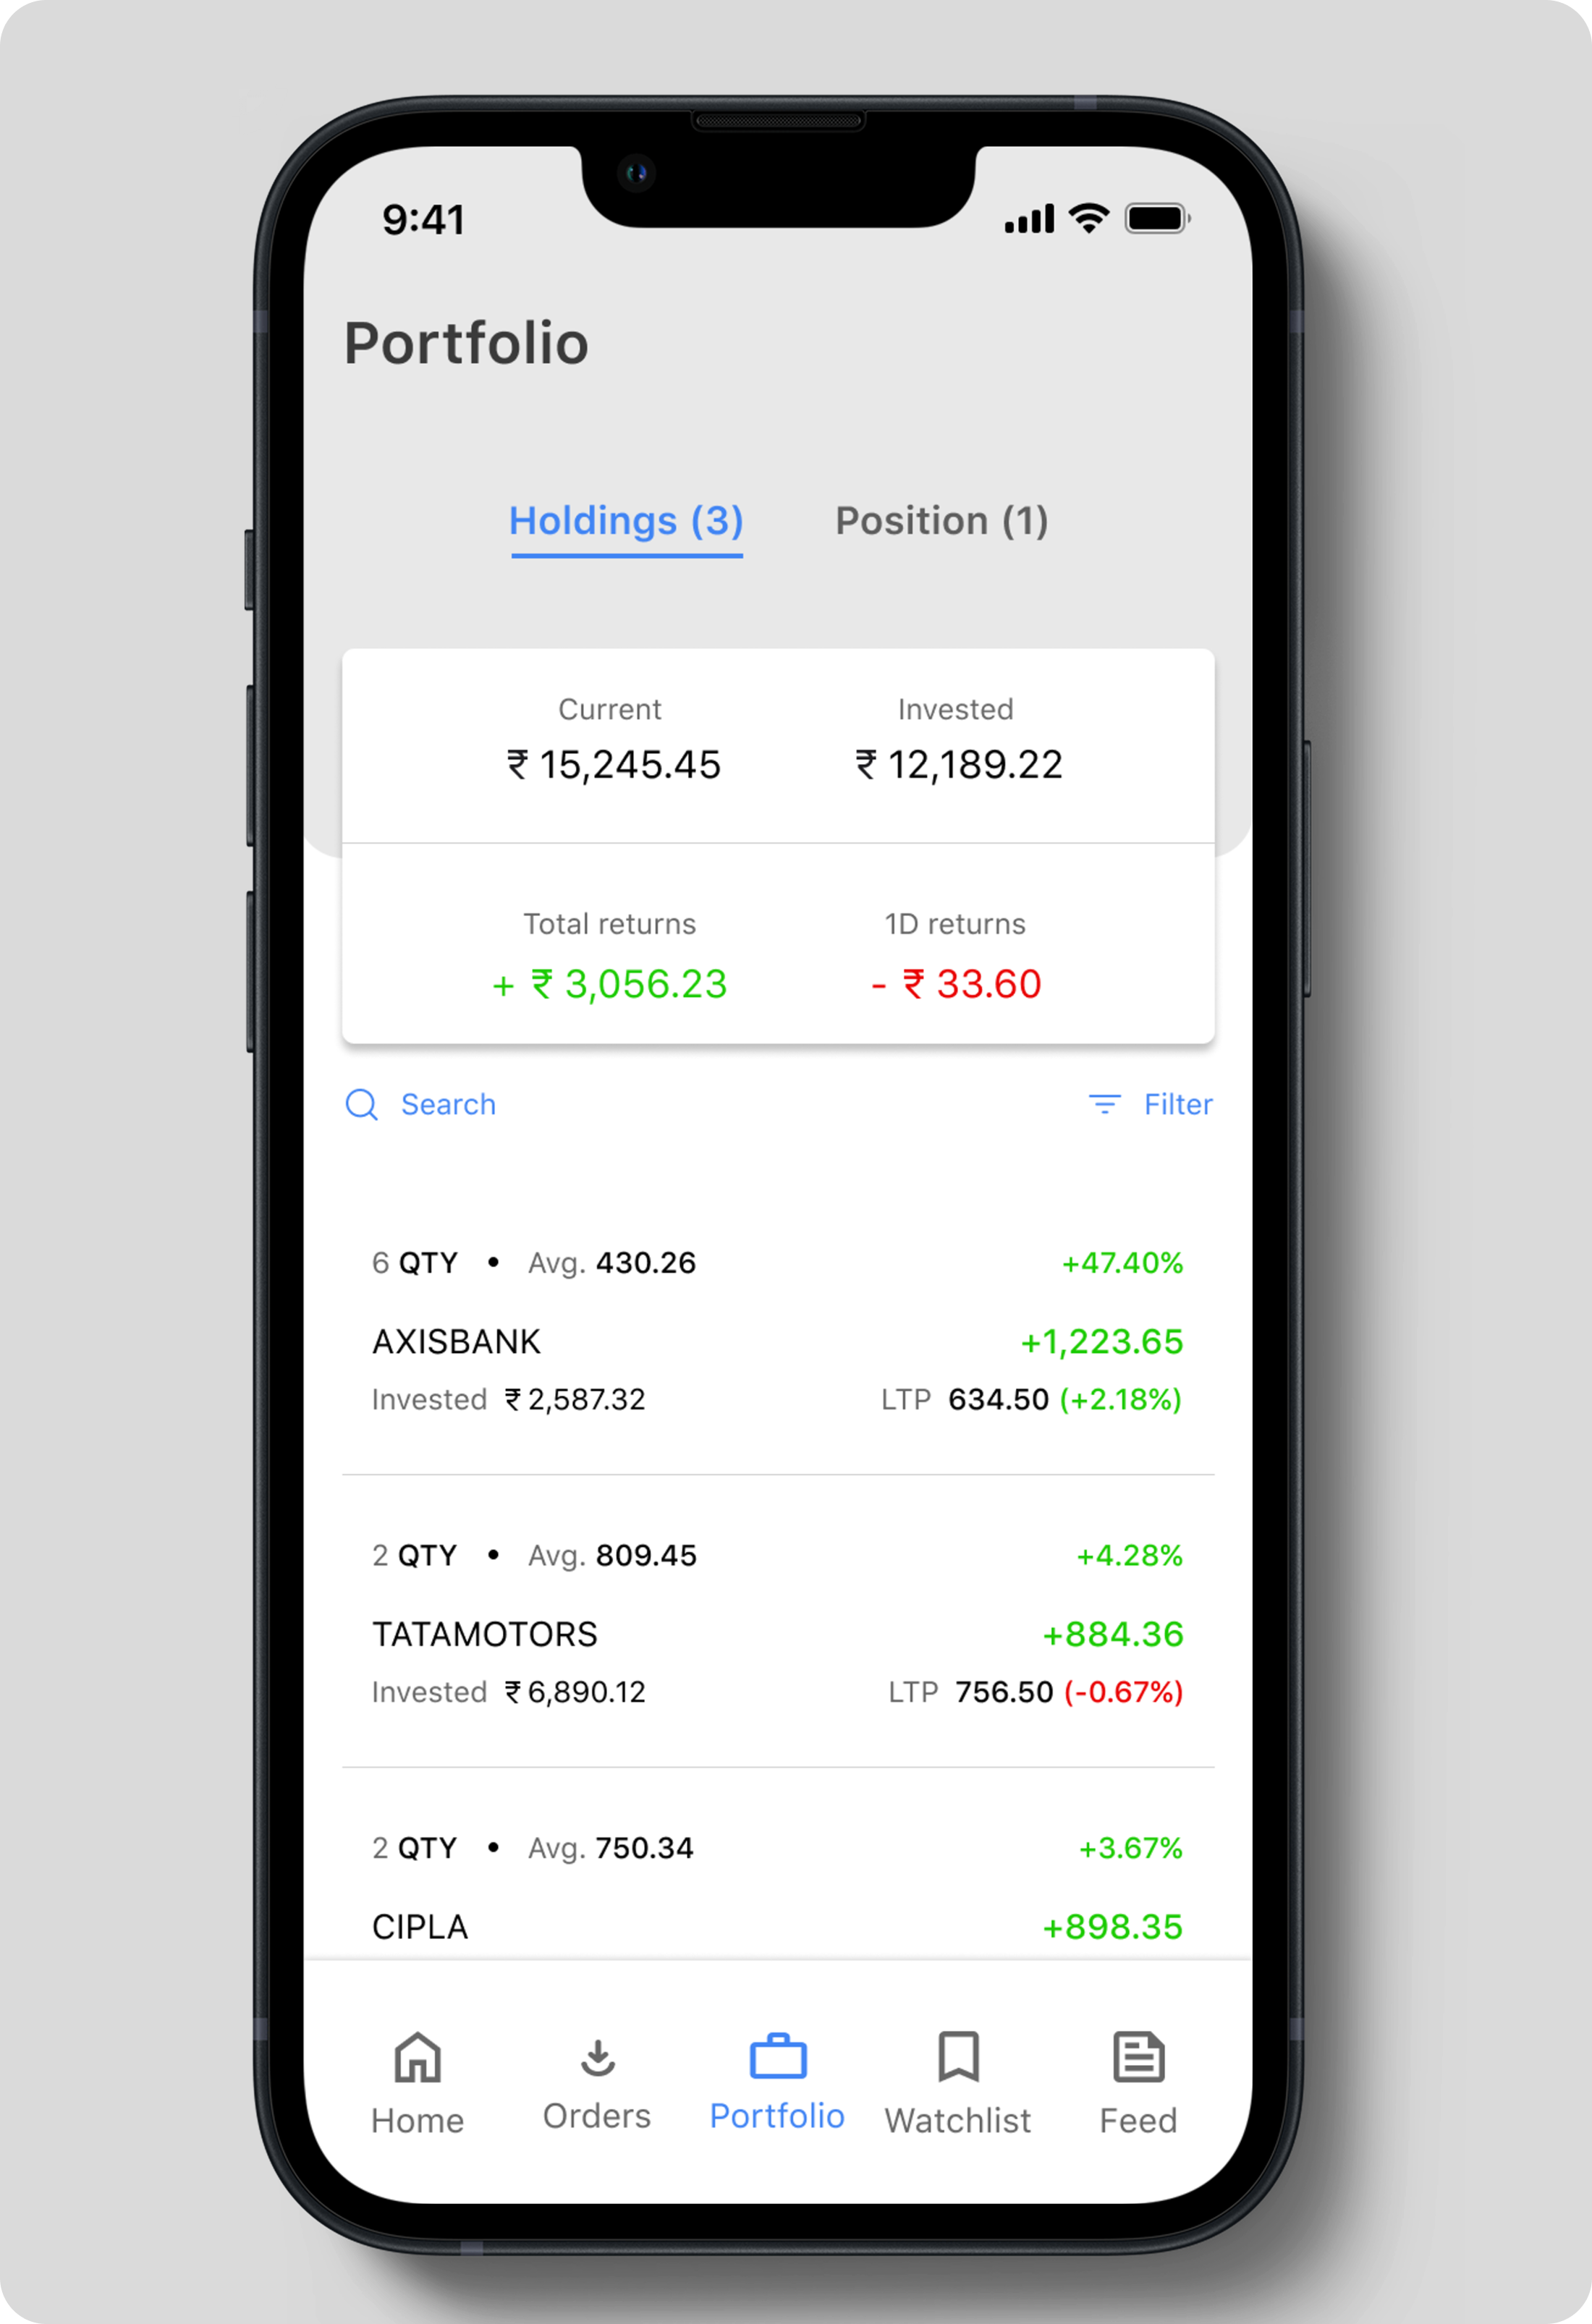 9:41
Portfolio
Holdings (3) Position (1)
Current Invested
₹ 15,245.45 ₹ 12,189.22
Total returns 1D returns
+ ₹ 3,056.23 - ₹ 33.60
Search Filter
6 QTY • Avg. 430.26 +47.40%
AXISBANK +1,223.65
Invested ₹ 2,587.32 LTP 634.50 (+2.18%)
2 QTY • Avg. 809.45 +4.28%
TATAMOTORS +884.36
Invested ₹ 6,890.12 LTP 756.50 (-0.67%)
2 QTY • Avg. 750.34 +3.67%
CIPLA +898.35
Home Orders Portfolio Watchlist Feed